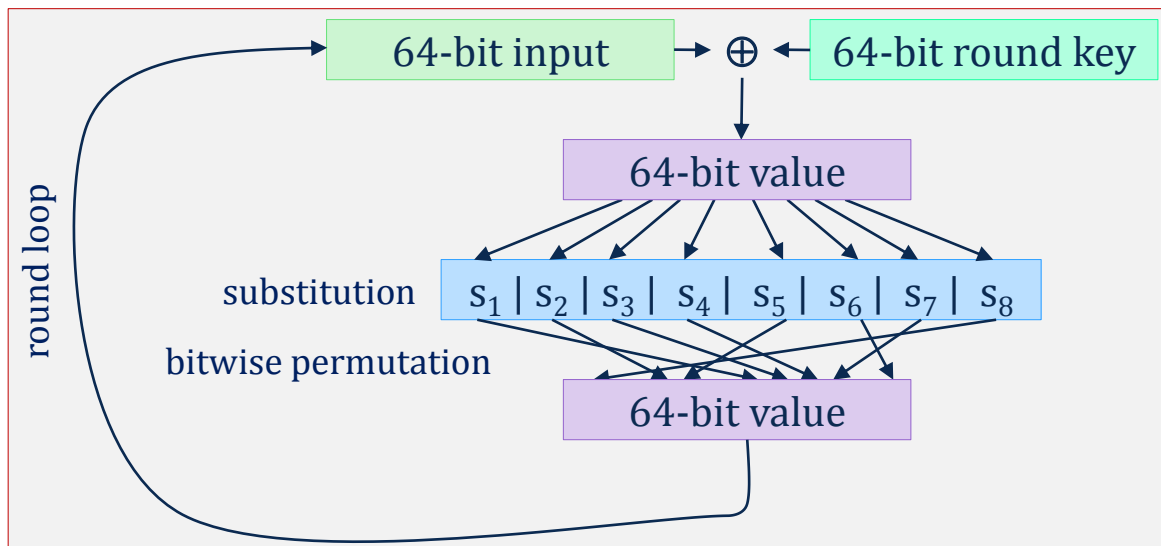 64-bit input ⊕ 64-bit round key
64-bit value
round loop
substitution s₁ | s₂ | s₃ | s₄ | s₅ | s₆ | s₇ | s₈
bitwise permutation
64-bit value